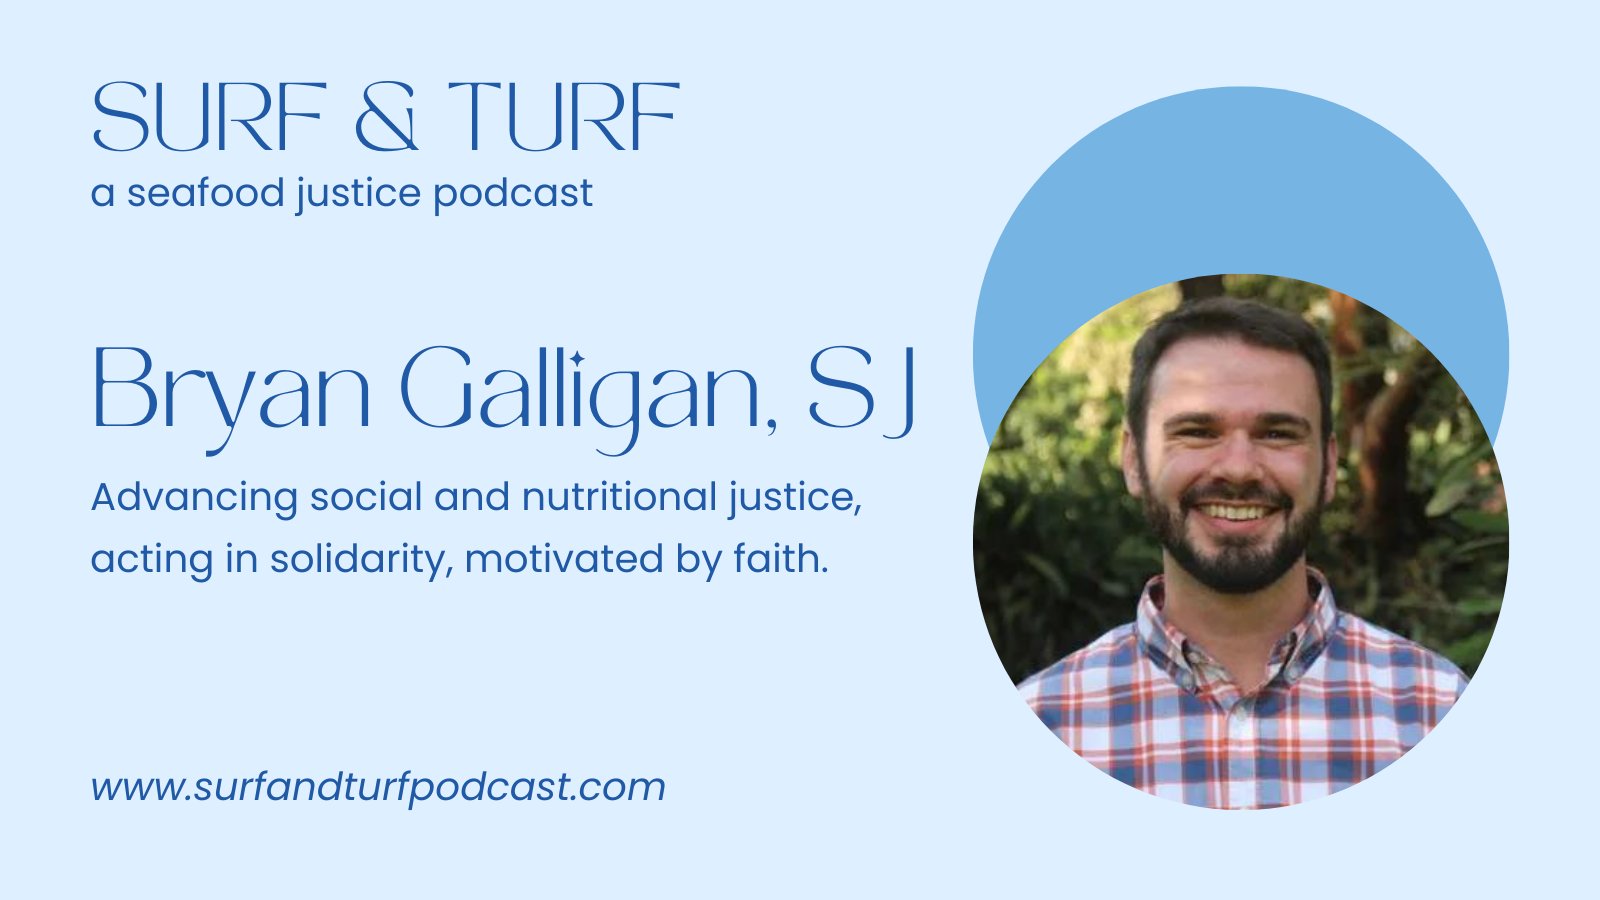 SURF & TURF
a seafood justice podcast
Bryan Galligan, SJ
Advancing social and nutritional justice,
acting in solidarity, motivated by faith.
www.surfandturfpodcast.com